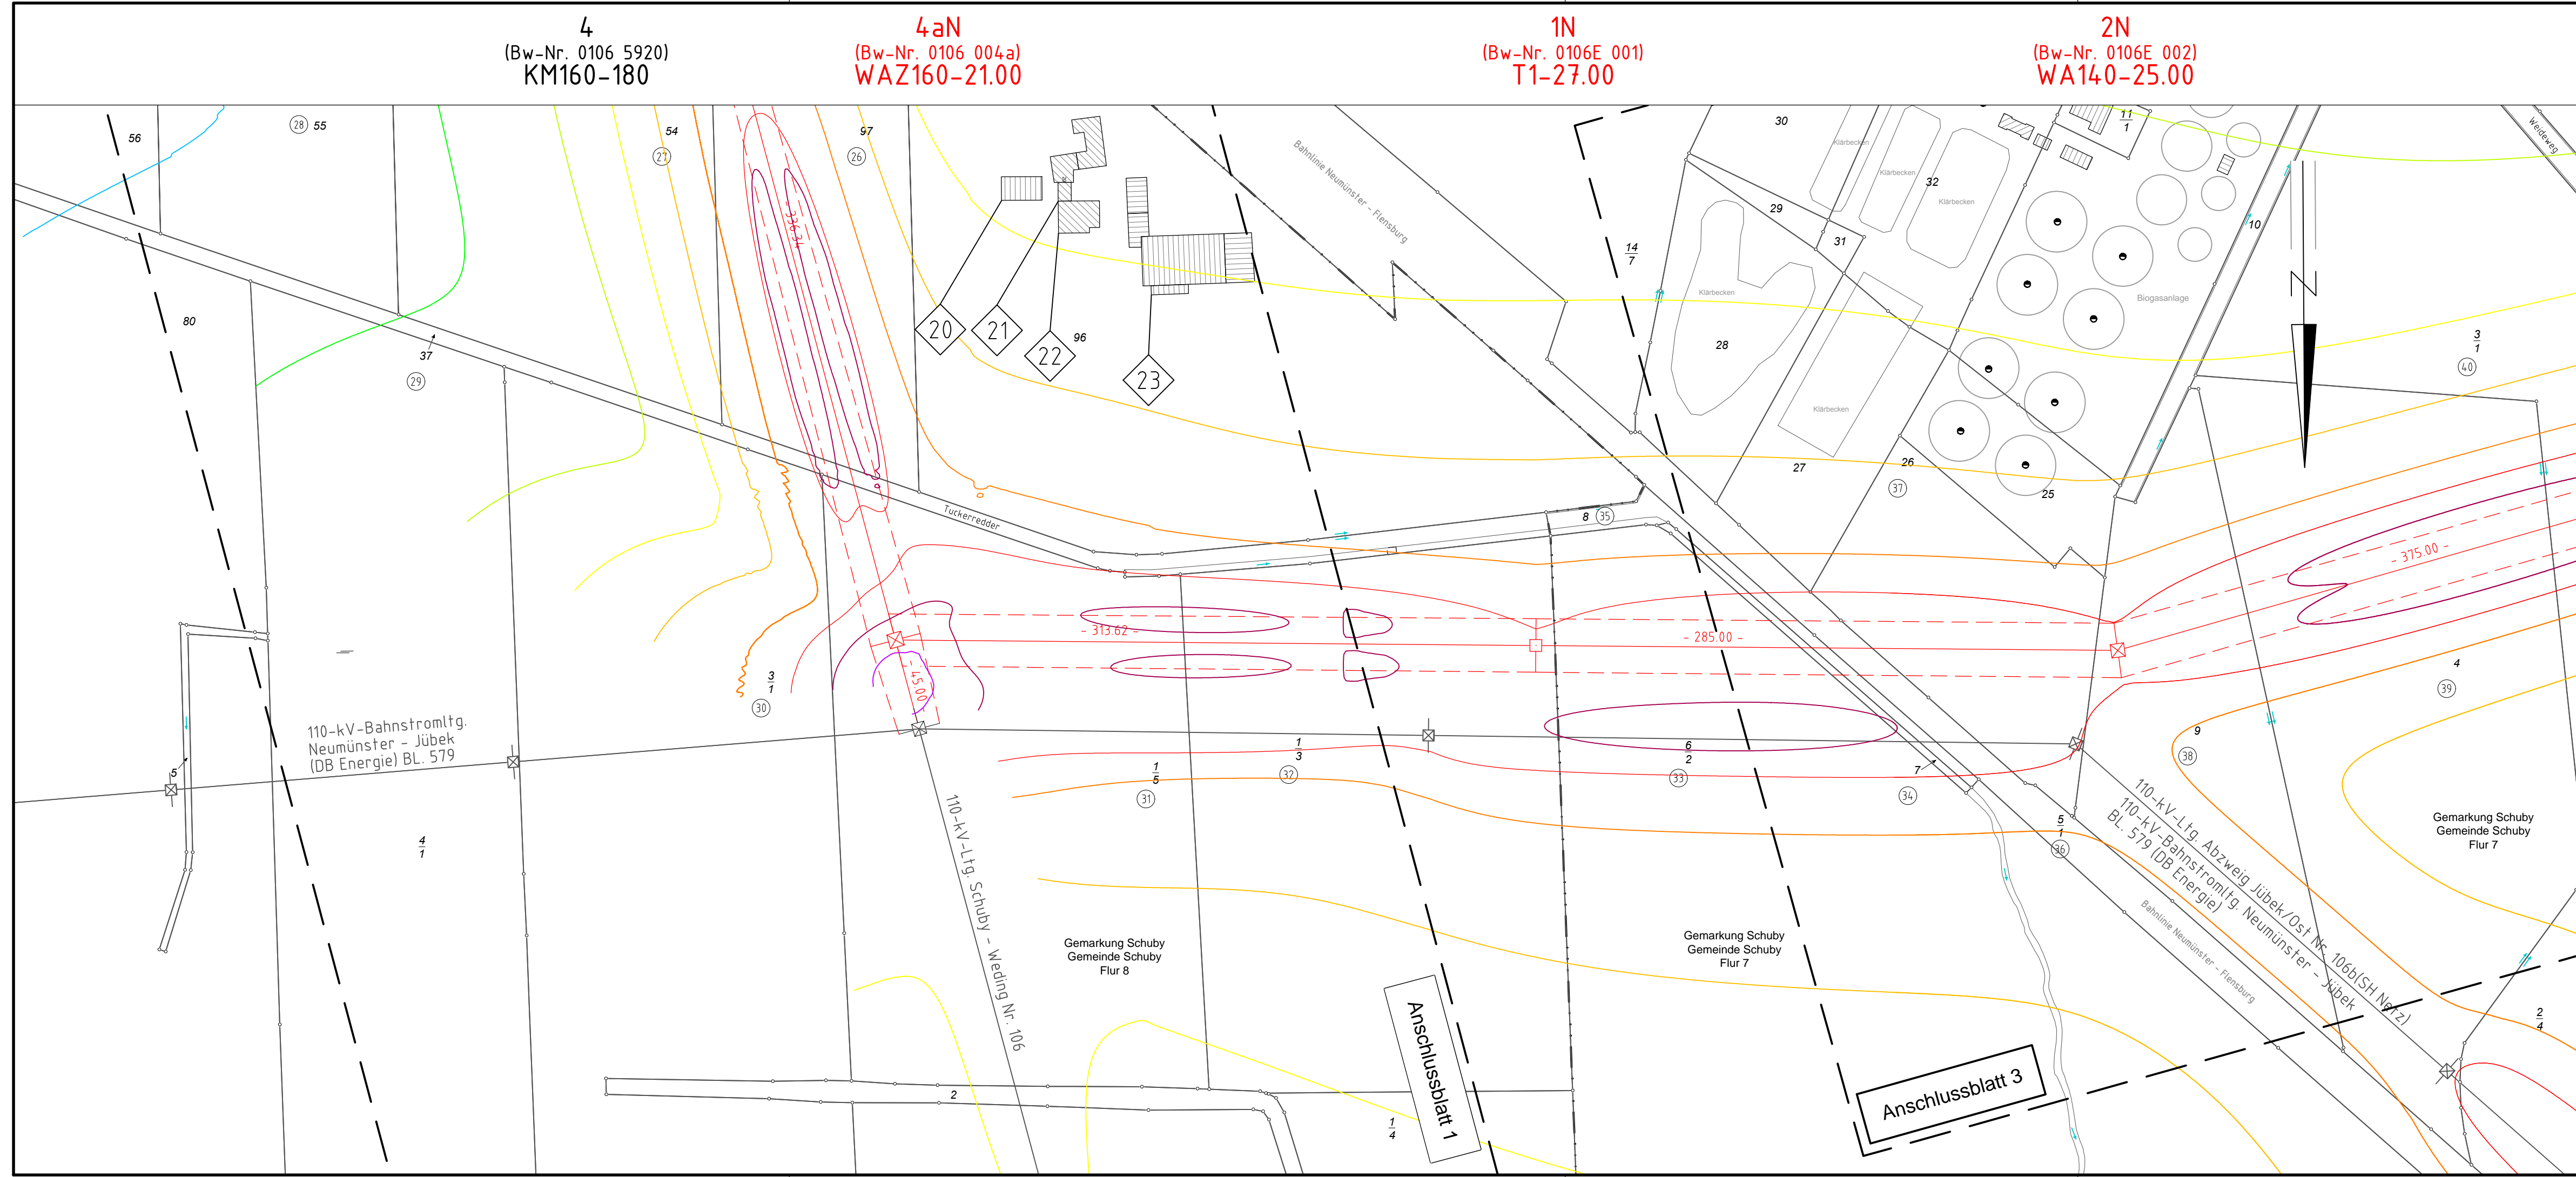 4
(Bw-Nr. 0106 5920)
KM160-180
4aN
(Bw-Nr. 0106 004a)
WAZ160-21.00
1N
(Bw-Nr. 0106E 001)
T1-27.00
2N
(Bw-Nr. 0106E 002)
WA140-25.00
56
28
55
54
27
97
26
- 336.34
80
37
29
20
21
22
23
96
Bahnlinie Neumünster - Flensburg
14
7
30
29
31
32
28
27
26
25
37
Klärbecken
Klärbecken
Klärbecken
Klärbecken
Klärbecken
11
1
10
Biogasanlage
Weideweg
N
3
1
40
Tuckerredder
8
35
- 313.62 -
- 285.00 -
- 375.00 -
- 45.00 -
3
1
30
4
39
9
38
110-kV-Bahnstromltg.
Neumünster - Jübek
(DB Energie) BL. 579
5
4
1
1
5
31
1
3
32
6
2
33
7
34
5
1
36
110-kV-Ltg. Schuby - Weding Nr. 106
110-kV-Ltg. Abzweig Jübek/Ost Nr. 106b(SH Netz)
110-kV-Bahnstromltg. Neumünster - Jübek
BL. 579 (DB Energie)
Bahnlinie Neumünster - Flensburg
Gemarkung Schuby
Gemeinde Schuby
Flur 7
Gemarkung Schuby
Gemeinde Schuby
Flur 8
Gemarkung Schuby
Gemeinde Schuby
Flur 7
2
4
2
1
4
Anschlussblatt 1
Anschlussblatt 3